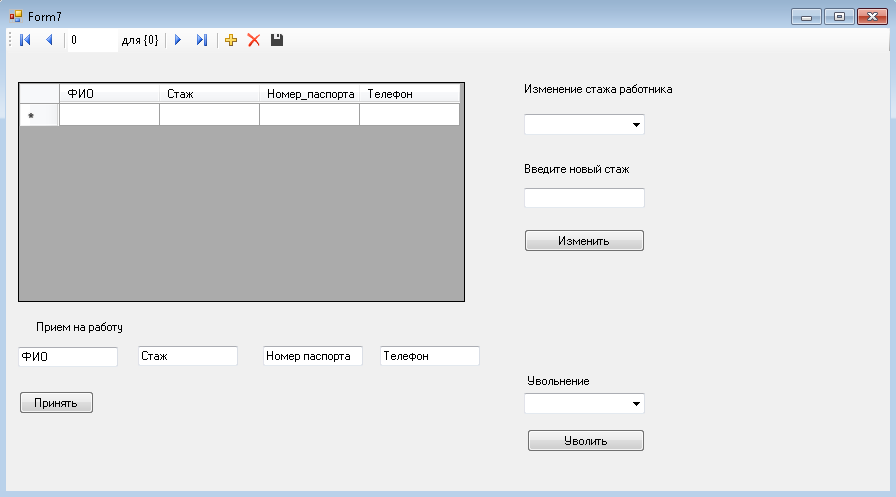 Form7
0 для {0}
ФИО Стаж Номер_паспорта Телефон
*
Изменение стажа работника
Введите новый стаж
Изменить
Прием на работу
ФИО Стаж Номер паспорта Телефон
Принять
Увольнение
Уволить